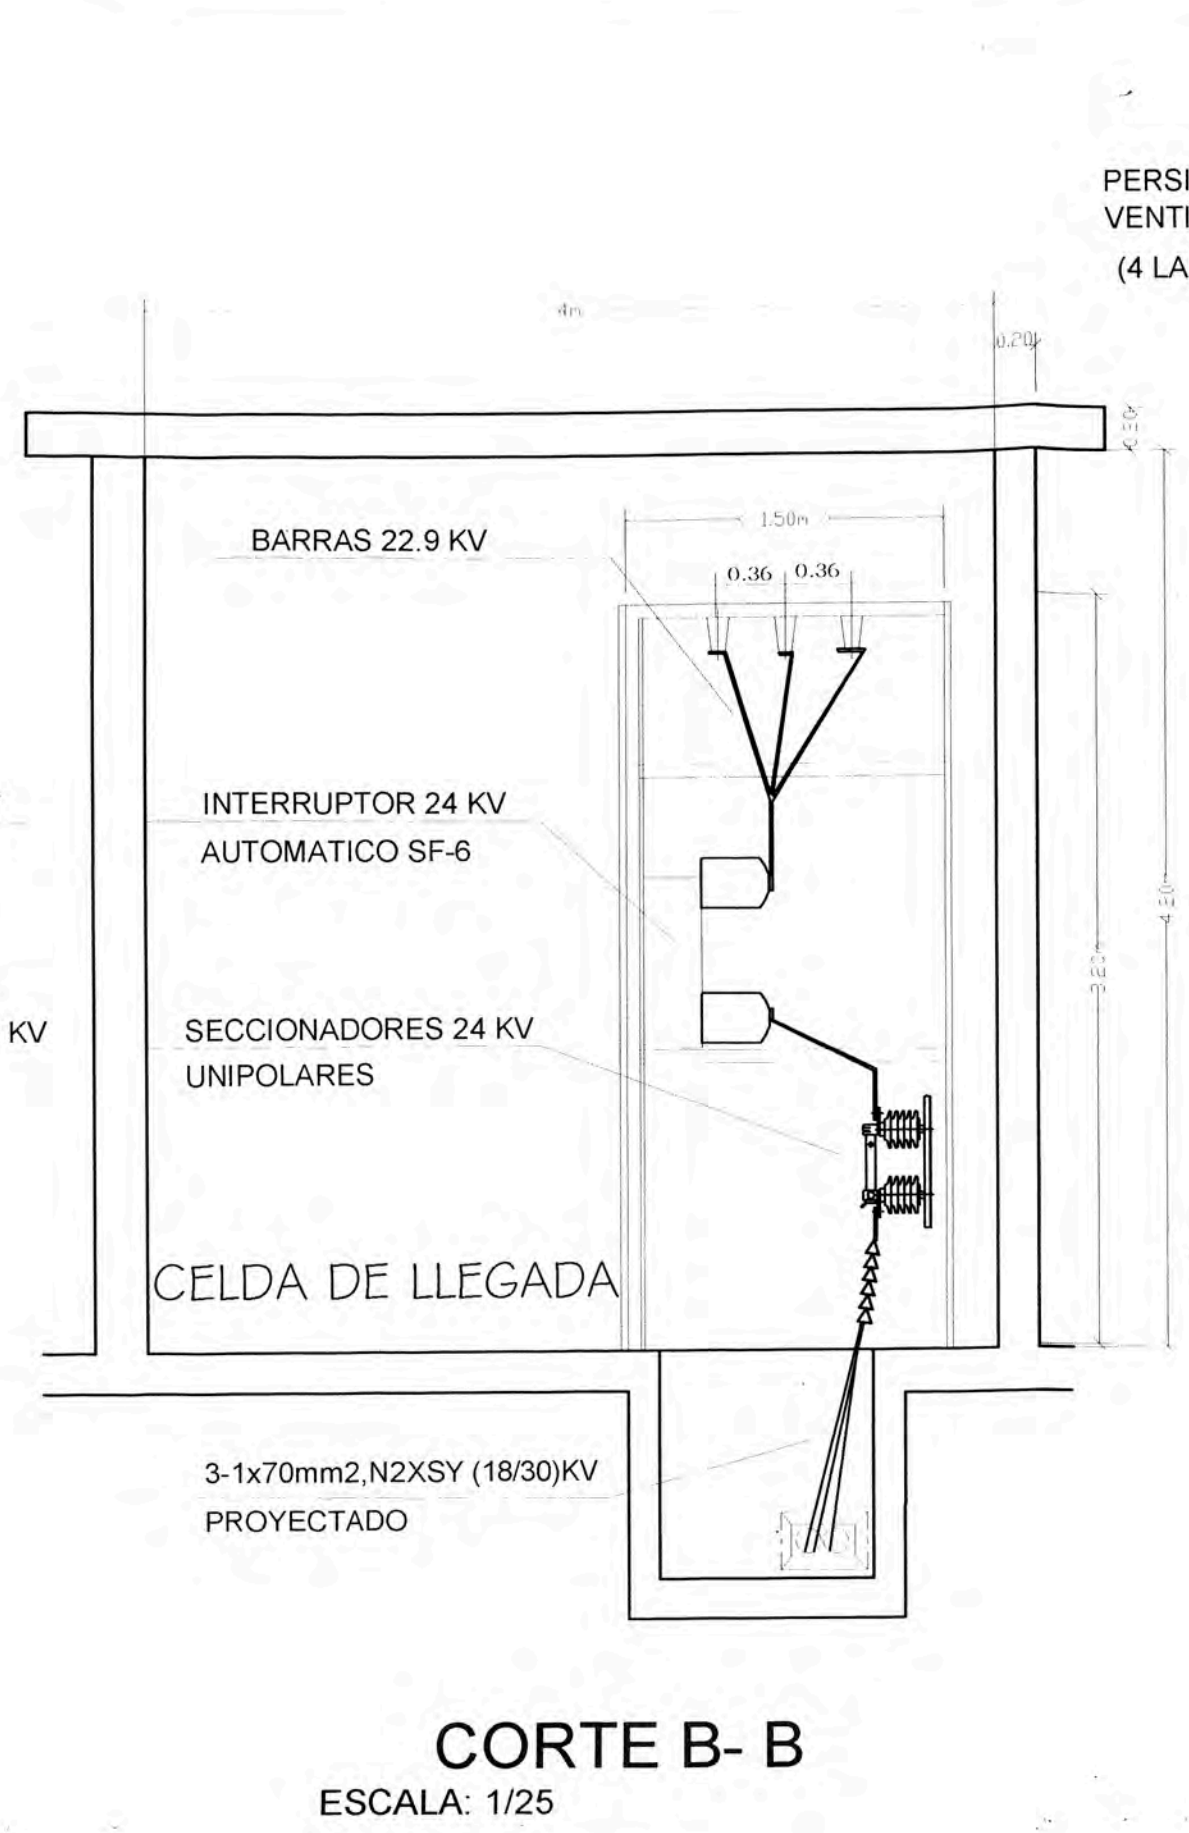 PERSI
VENTI
(4 LA
4m
0.20
1.50m
BARRAS 22.9 KV
0.36 0.36
INTERRUPTOR 24 KV
AUTOMATICO SF-6
KV
SECCIONADORES 24 KV
UNIPOLARES
CELDA DE LLEGADA
3-1x70mm2,N2XSY (18/30)KV
PROYECTADO
CORTE B- B
ESCALA: 1/25